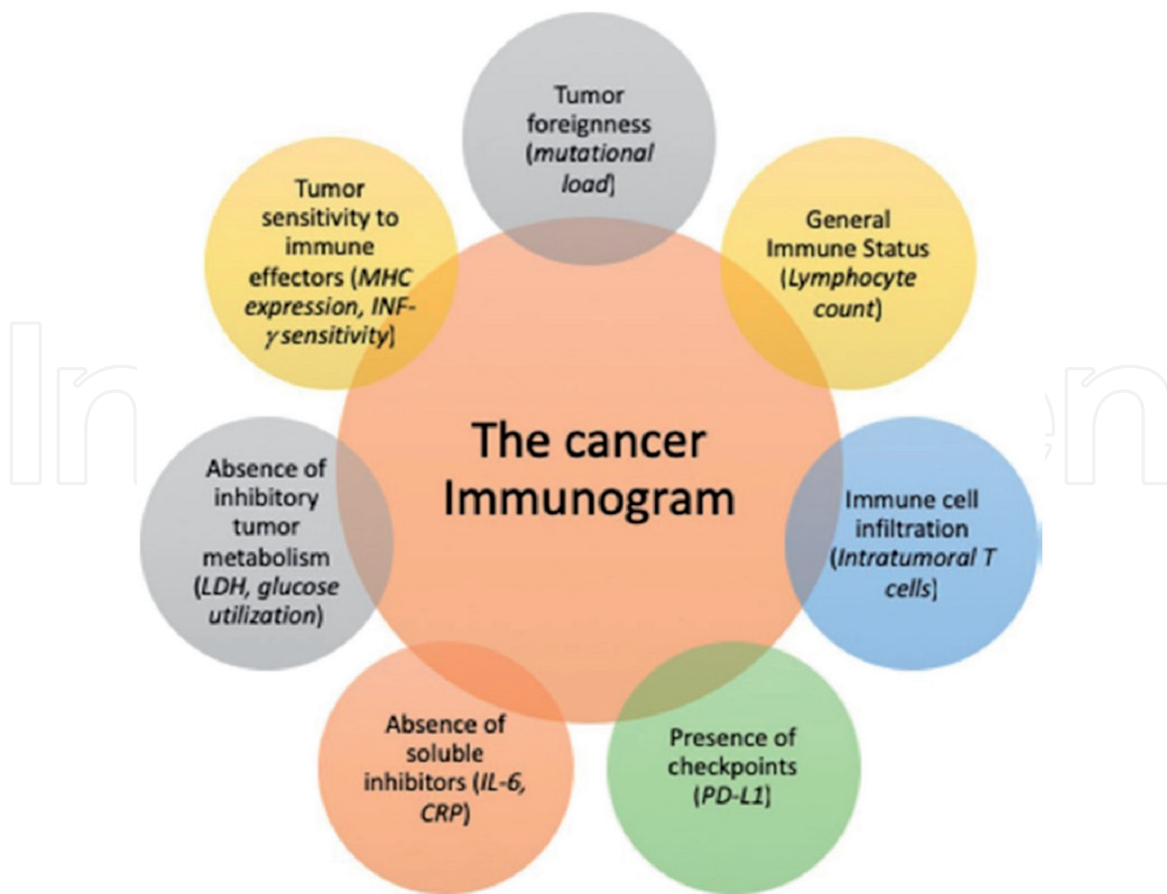 Tumor
foreignness
(mutational
load)
General
Immune Status
(Lymphocyte
count)
Immune cell
infiltration
(Intratumoral T
cells)
Presence of
checkpoints
(PD-L1)
Absence of
soluble
inhibitors (IL-6,
CRP)
Absence of
inhibitory
tumor
metabolism
(LDH, glucose
utilization)
Tumor
sensitivity to
immune
effectors (MHC
expression, INF-
γ sensitivity)
The cancer
Immunogram